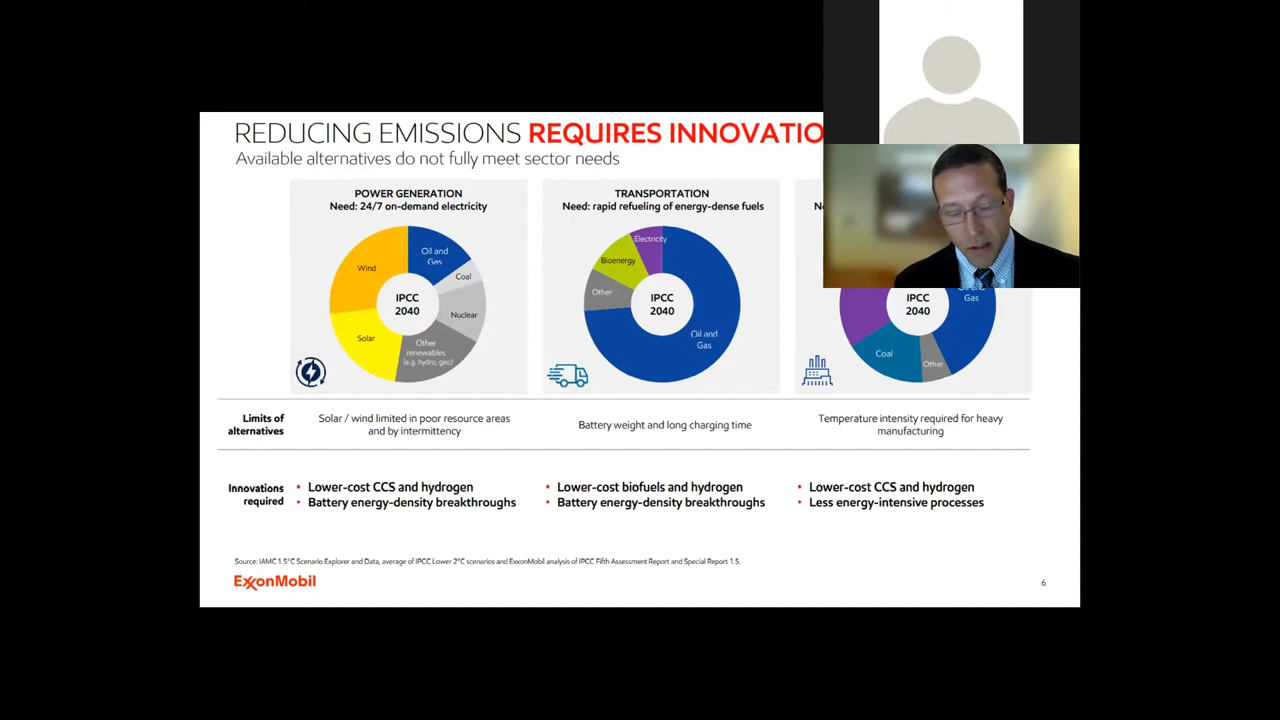 REDUCING EMISSIONS REQUIRES
Available alternatives do not fully meet sector needs
POWER GENERATION
Need: 24/7 on-demand electricity
Oil and
Gas
Coal
Nuclear
Other
renewables
(e.g. hydro, geo)
Solar
Wind
IPCC
2040
TRANSPORTATION
Need: rapid refueling of energy-dense fuels
Electricity
Bioenergy
Other
Oil and
Gas
IPCC
2040
Gas
Coal
Other
IPCC
2040
Limits of
alternatives
Solar / wind limited in poor resource areas
and by intermittency
Battery weight and long charging time
Temperature intensity required for heavy
manufacturing
Innovations
required
• Lower-cost CCS and hydrogen
• Battery energy-density breakthroughs
• Lower-cost biofuels and hydrogen
• Battery energy-density breakthroughs
• Lower-cost CCS and hydrogen
• Less energy-intensive processes
Source: IAMC 1.5°C Scenario Explorer and Data, average of IPCC Lower 2°C scenarios and ExxonMobil analysis of IPCC Fifth Assessment Report and Special Report 1.5.
ExxonMobil
6